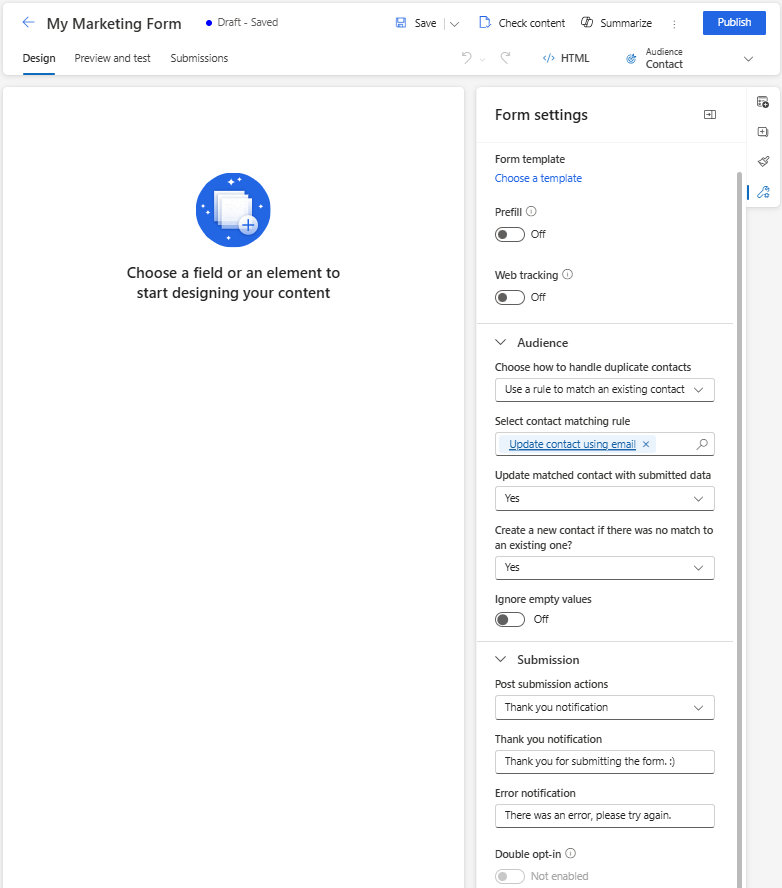 My Marketing Form
Draft - Saved
Save
Check content
Summarize
Publish
Design
Preview and test
Submissions
HTML
Audience
Contact
Choose a field or an element to
start designing your content
Form settings
Form template
Choose a template
Prefill
Off
Web tracking
Off
Audience
Choose how to handle duplicate contacts
Use a rule to match an existing contact
Select contact matching rule
Update contact using email
Update matched contact with submitted data
Yes
Create a new contact if there was no match to
an existing one?
Yes
Ignore empty values
Off
Submission
Post submission actions
Thank you notification
Thank you notification
Thank you for submitting the form. :)
Error notification
There was an error, please try again.
Double opt-in
Not enabled